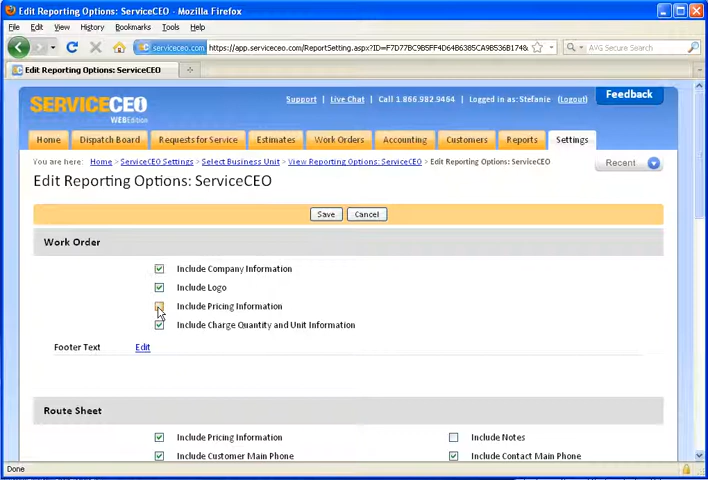 Edit Reporting Options: ServiceCEO - Mozilla Firefox
File Edit View History Bookmarks Tools Help
serviceceo.com https://app.serviceceo.com/ReportSetting.aspx?ID=F7D77BC9B5FF4D64B6385CA9B536B174& AVG Secure Search
Edit Reporting Options: ServiceCEO
SERVICECEO
WEBEdition
Support | Live Chat | Call 1.866.982.9464 | Logged in as: Stefanie (Logout)
Feedback
Home Dispatch Board Requests for Service Estimates Work Orders Accounting Customers Reports Settings
You are here: Home > ServiceCEO Settings > Select Business Unit > View Reporting Options: ServiceCEO > Edit Reporting Options: ServiceCEO
Recent
Edit Reporting Options: ServiceCEO
Save Cancel
Work Order
Include Company Information
Include Logo
Include Pricing Information
Include Charge Quantity and Unit Information
Footer Text Edit
Route Sheet
Include Pricing Information Include Notes
Include Customer Main Phone Include Contact Main Phone
Done